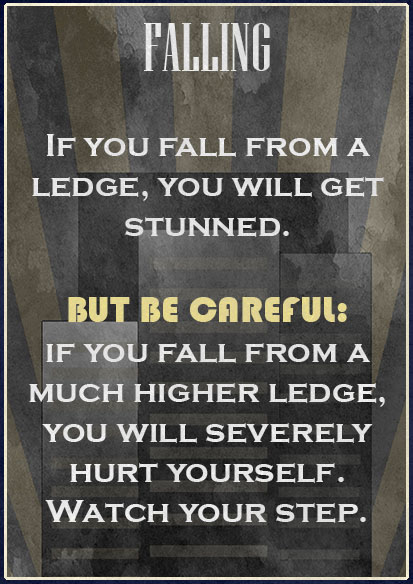 FALLING
IF YOU FALL FROM A
LEDGE, YOU WILL GET
STUNNED.
BUT BE CAREFUL:
IF YOU FALL FROM A
MUCH HIGHER LEDGE,
YOU WILL SEVERELY
HURT YOURSELF.
WATCH YOUR STEP.